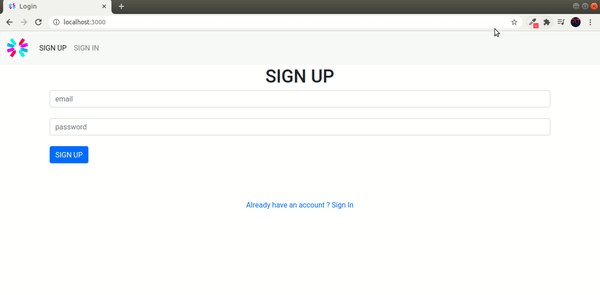 Login
localhost:3000
SIGN UP SIGN IN
SIGN UP
email
password
SIGN UP
Already have an account ? Sign In